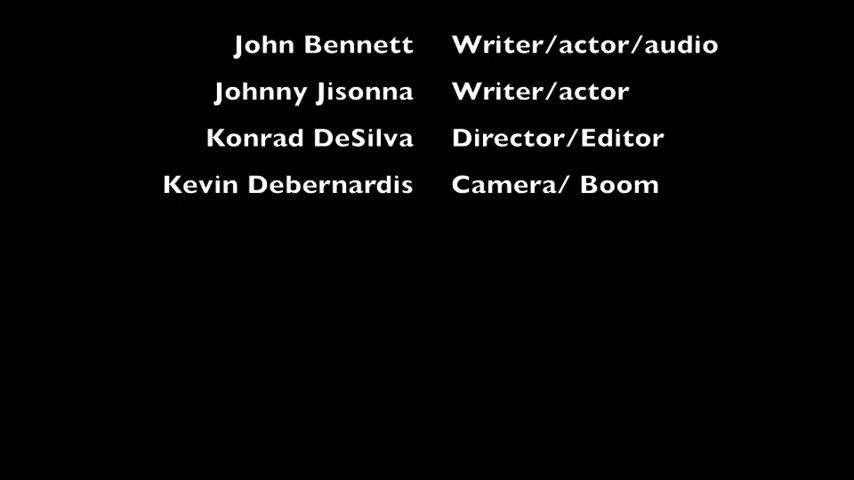 John Bennett Writer/actor/audio
Johnny Jisonna Writer/actor
Konrad DeSilva Director/Editor
Kevin Debernardis Camera/ Boom